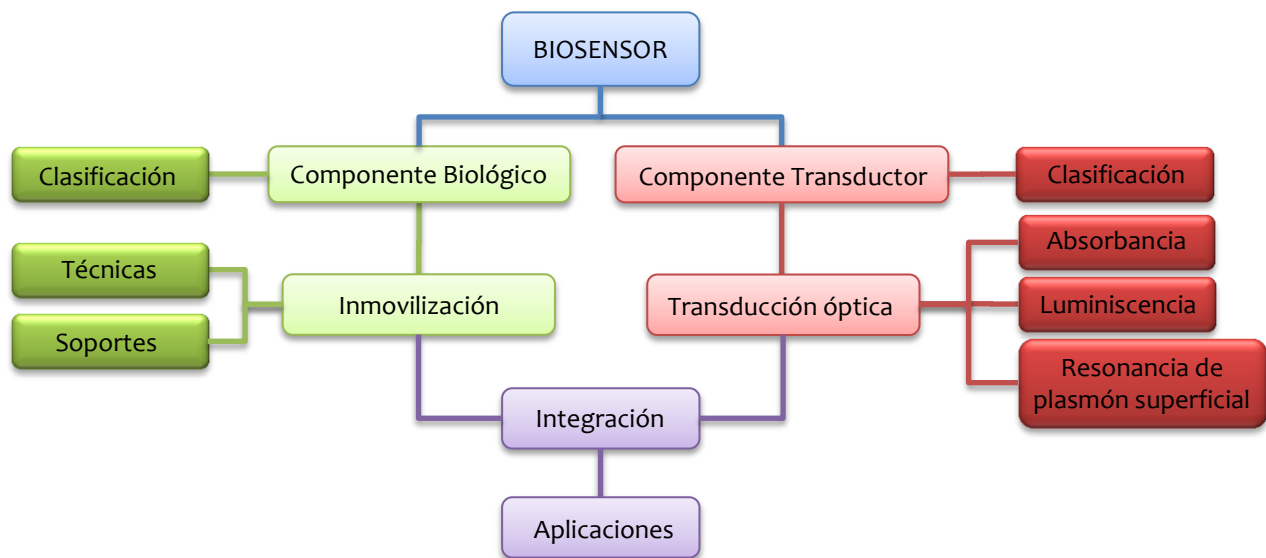 BIOSENSOR
Clasificación
Componente Biológico
Componente Transductor
Clasificación
Técnicas
Soportes
Inmovilización
Transducción óptica
Absorbancia
Luminiscencia
Resonancia de
plasmón superficial
Integración
Aplicaciones